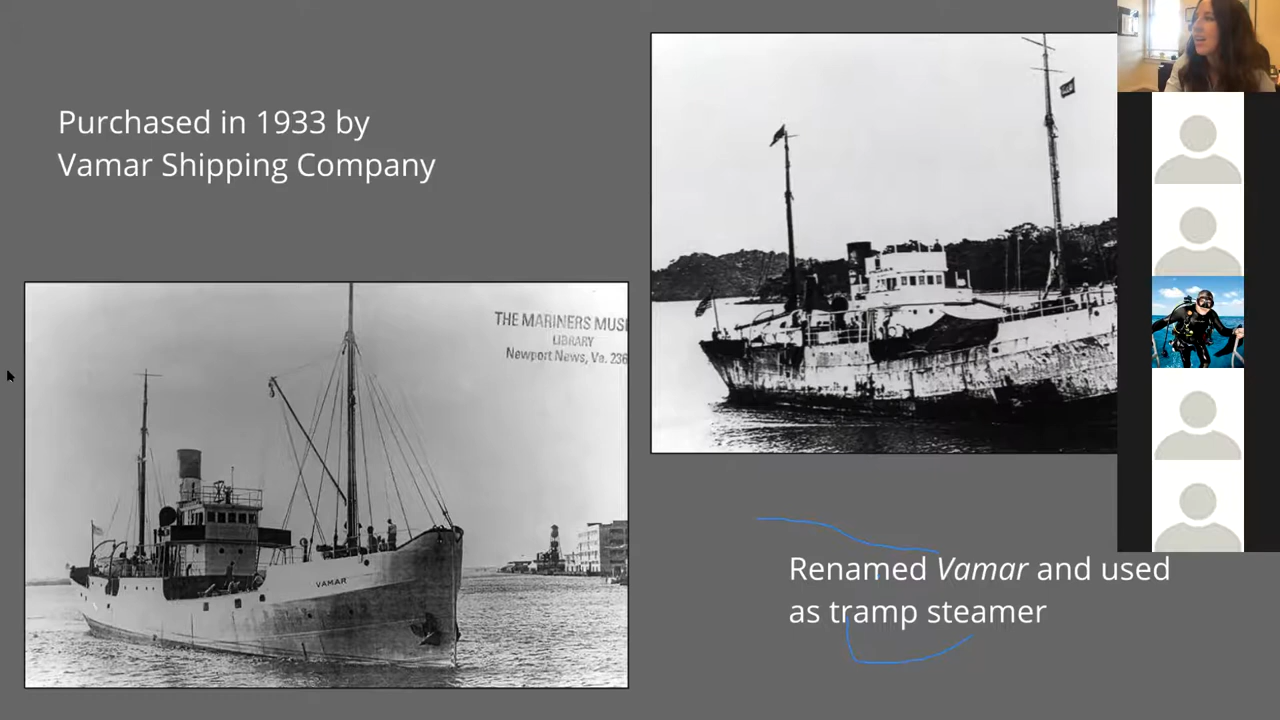 Purchased in 1933 by
Vamar Shipping Company
THE MARINERS MUS
LIBRARY
Newport News, Va. 236
VAMAR
Renamed Vamar and used
as tramp steamer